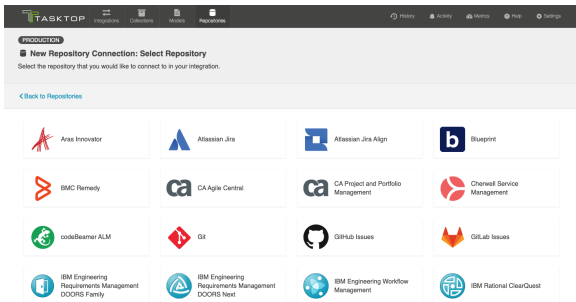 TASKTOP
Integrations
Collections
Models
Repositories
History
Activity
Metrics
Help
Settings
PRODUCTION
New Repository Connection: Select Repository
Select the repository that you would like to connect to in your integration.
Back to Repositories
Aras Innovator
Atlassian Jira
Atlassian Jira Align
b
Blueprint
BMC Remedy
ca
CA Agile Central
ca
CA Project and Portfolio
Management
Cherwell Service
Management
codeBeamer ALM
Git
GitHub Issues
GitLab Issues
IBM Engineering
Requirements Management
DOORS Family
IBM Engineering
Requirements Management
DOORS Next
IBM Engineering Workflow
Management
IBM Rational ClearQuest